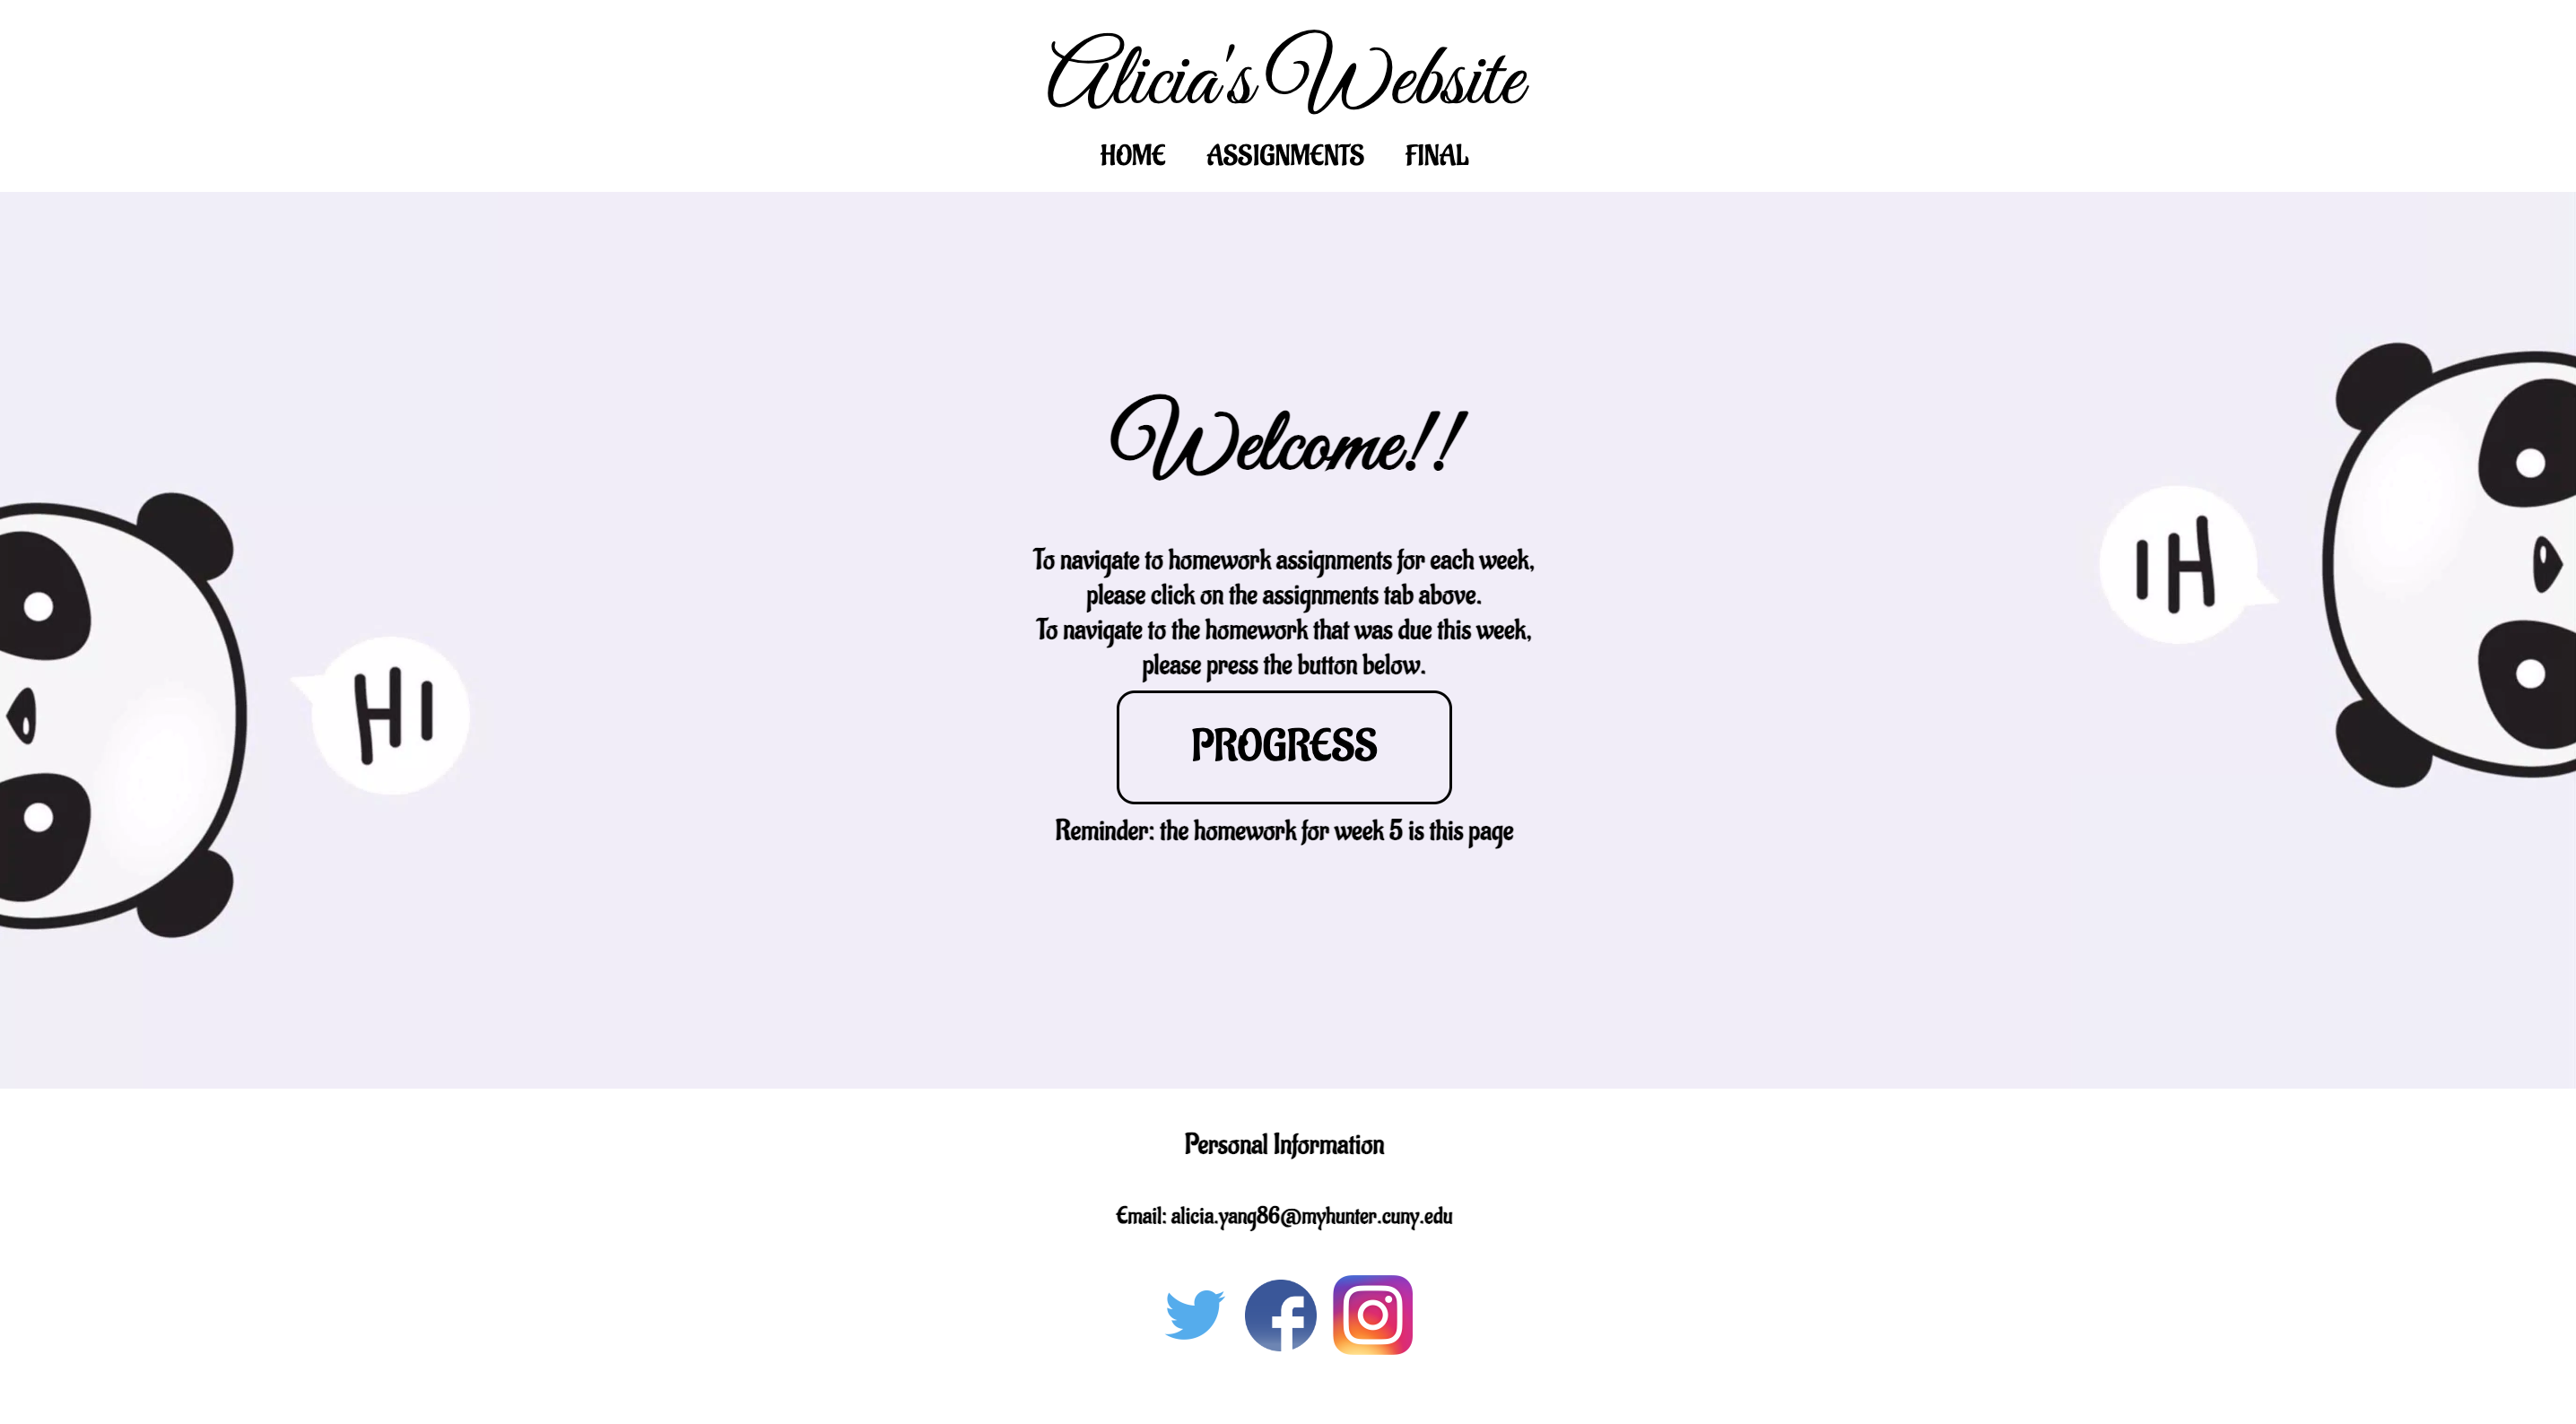 Alicia's Website
HOME ASSIGNMENTS FINAL
Welcome!!
To navigate to homework assignments for each week,
please click on the assignments tab above.
To navigate to the homework that was due this week,
please press the button below.
PROGRESS
Reminder: the homework for week 5 is this page
HI
IH
Personal Information
Email: alicia.yang86@myhunter.cuny.edu